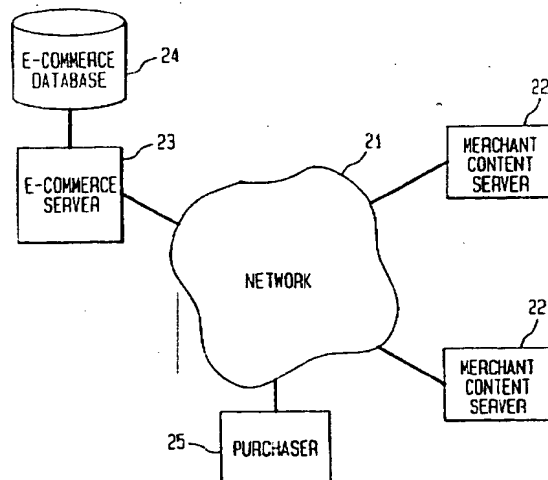 E-COMMERCE
DATABASE
24
23
E-COMMERCE
SERVER
21
NETWORK
22
MERCHANT
CONTENT
SERVER
22
MERCHANT
CONTENT
SERVER
25
PURCHASER